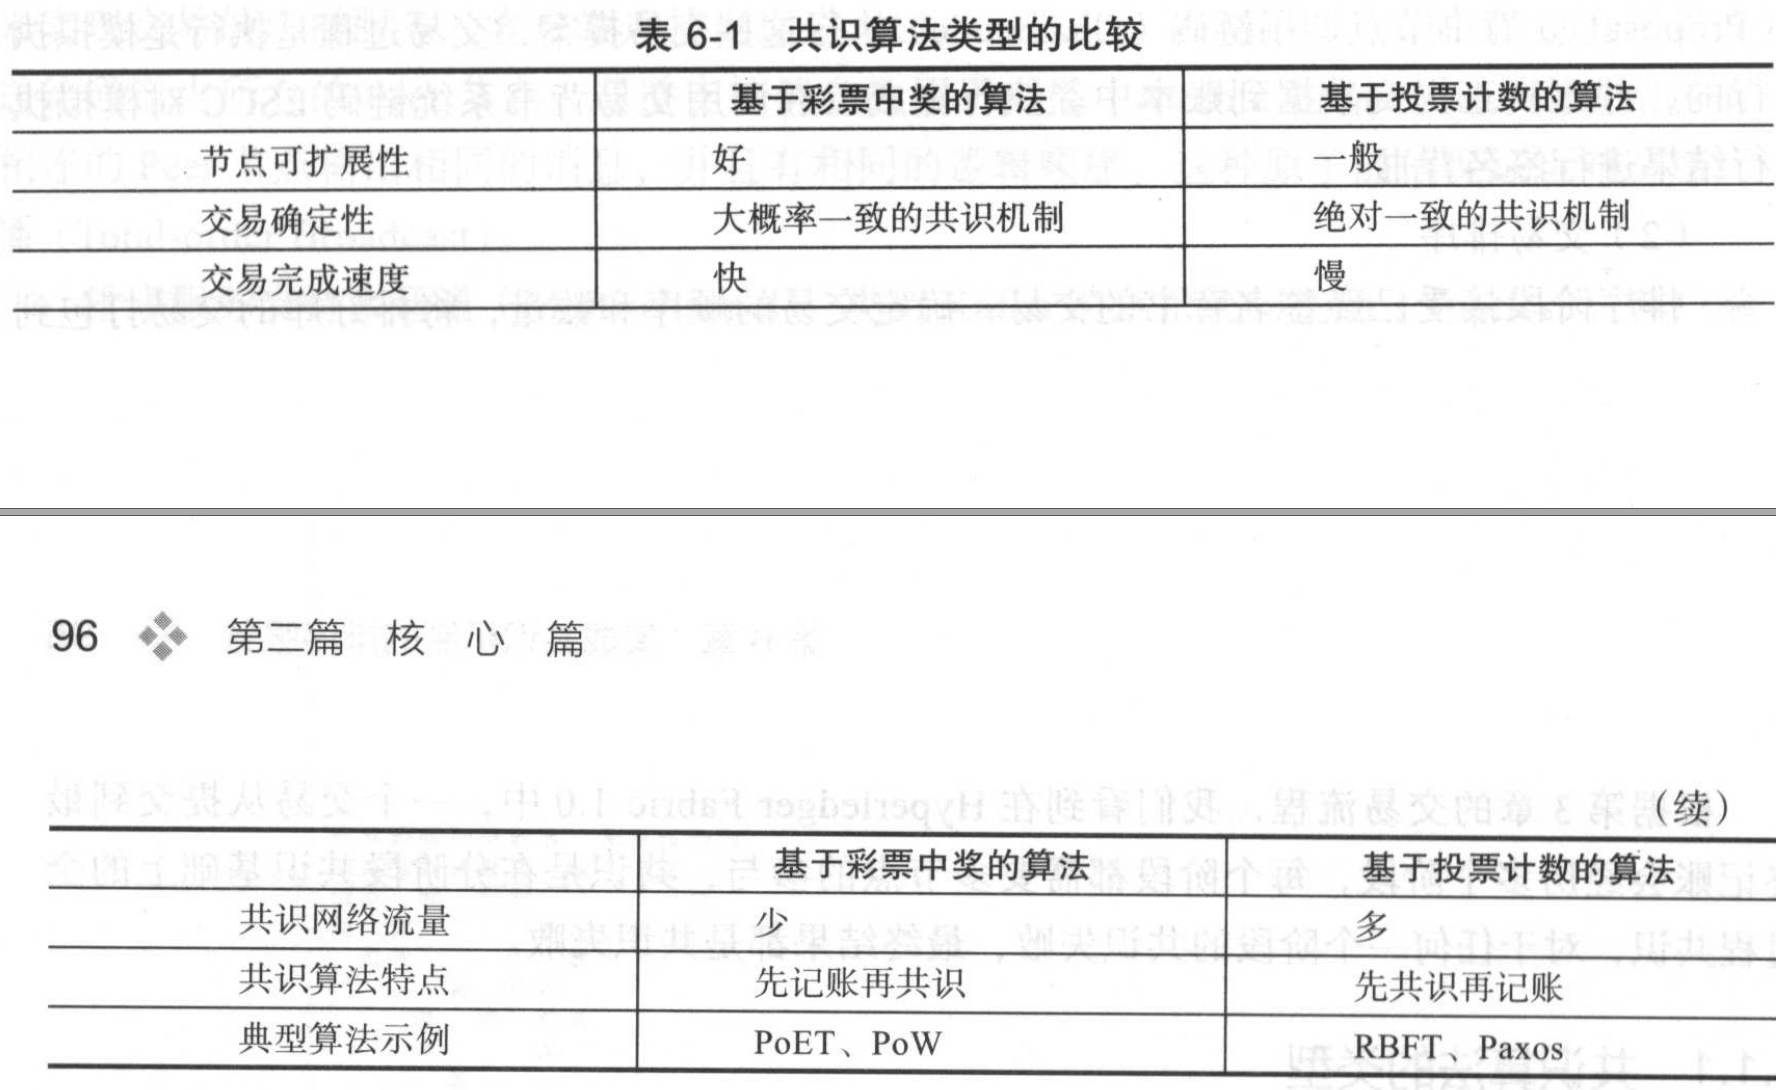 表 6-1 共识算法类型的比较
基于彩票中奖的算法 基于投票计数的算法
节点可扩展性 好 一般
交易确定性 大概率一致的共识机制 绝对一致的共识机制
交易完成速度 快 慢
96 第二篇 核 心 篇
（续）
基于彩票中奖的算法 基于投票计数的算法
共识网络流量 少 多
共识算法特点 先记账再共识 先共识再记账
典型算法示例 PoET、PoW RBFT、Paxos